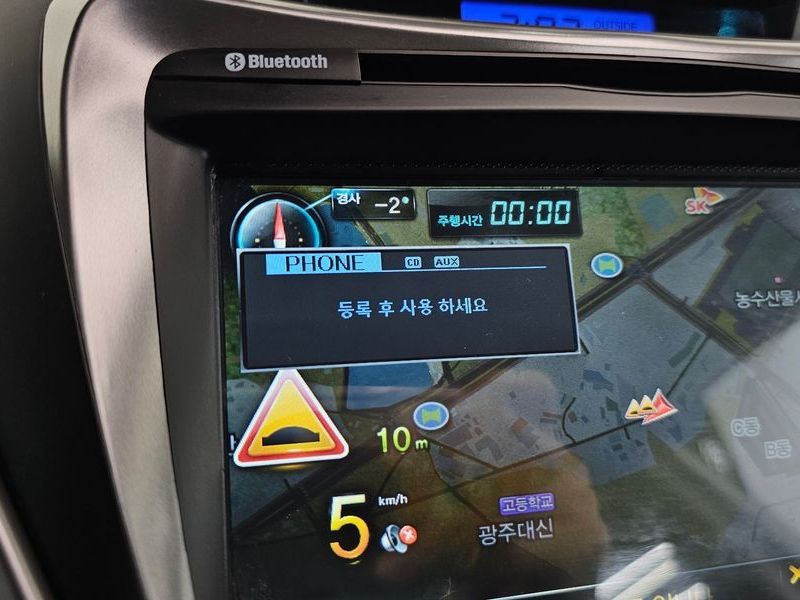 OUTSIDE
Bluetooth
경사 -2°
주행시간 00:00
SK
PHONE CD AUX
등록 후 사용 하세요
농수산물
10m
C동
B동
5 km/h
고등학교
광주대신